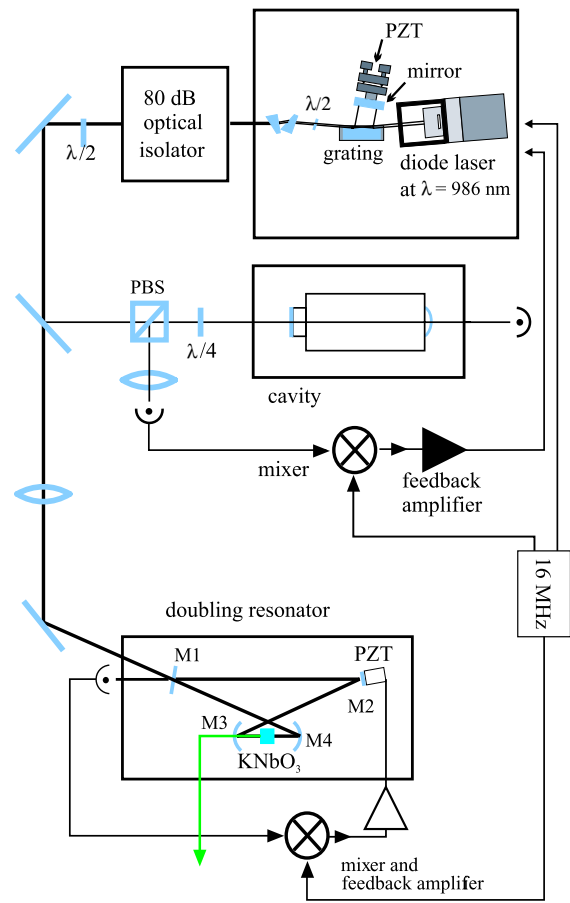 PZT
mirror
80 dB
optical
isolator
λ/2
λ/2
grating
diode laser
at λ = 986 nm
PBS
λ/4
cavity
mixer
feedback
amplifier
16 MHz
doubling resonator
M1
PZT
M2
M3
M4
KNbO₃
mixer and
feedback amplifier